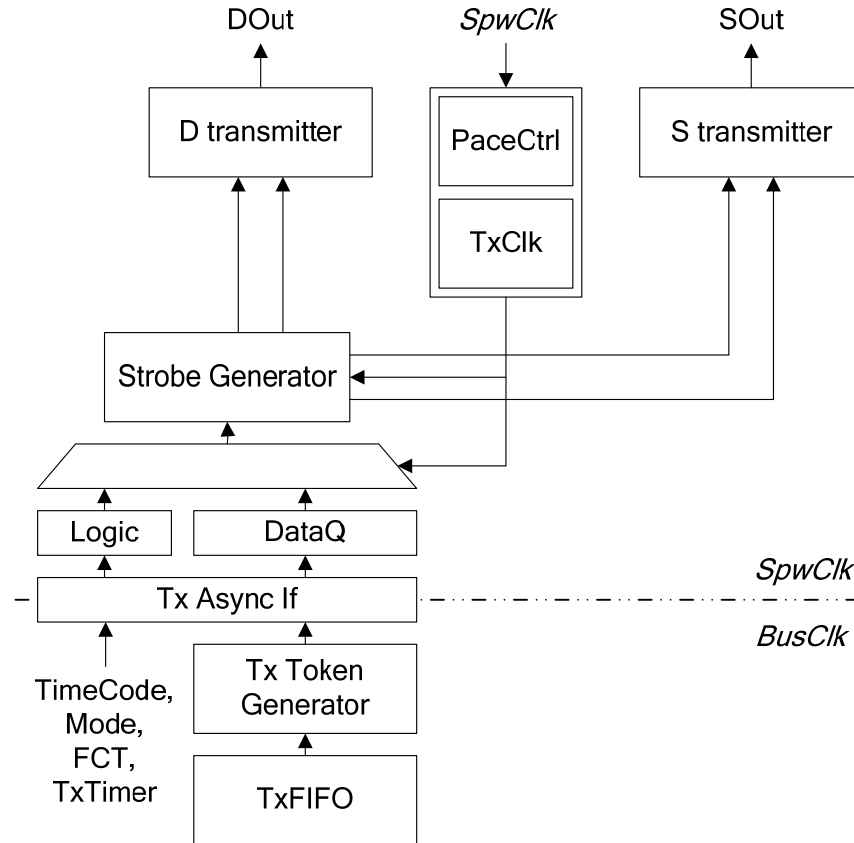 DOut
SpwClk
SOut
D transmitter
PaceCtrl
S transmitter
TxClk
Strobe Generator
Logic
DataQ
Tx Async If
SpwClk
BusClk
TimeCode,
Mode,
FCT,
TxTimer
Tx Token
Generator
TxFIFO